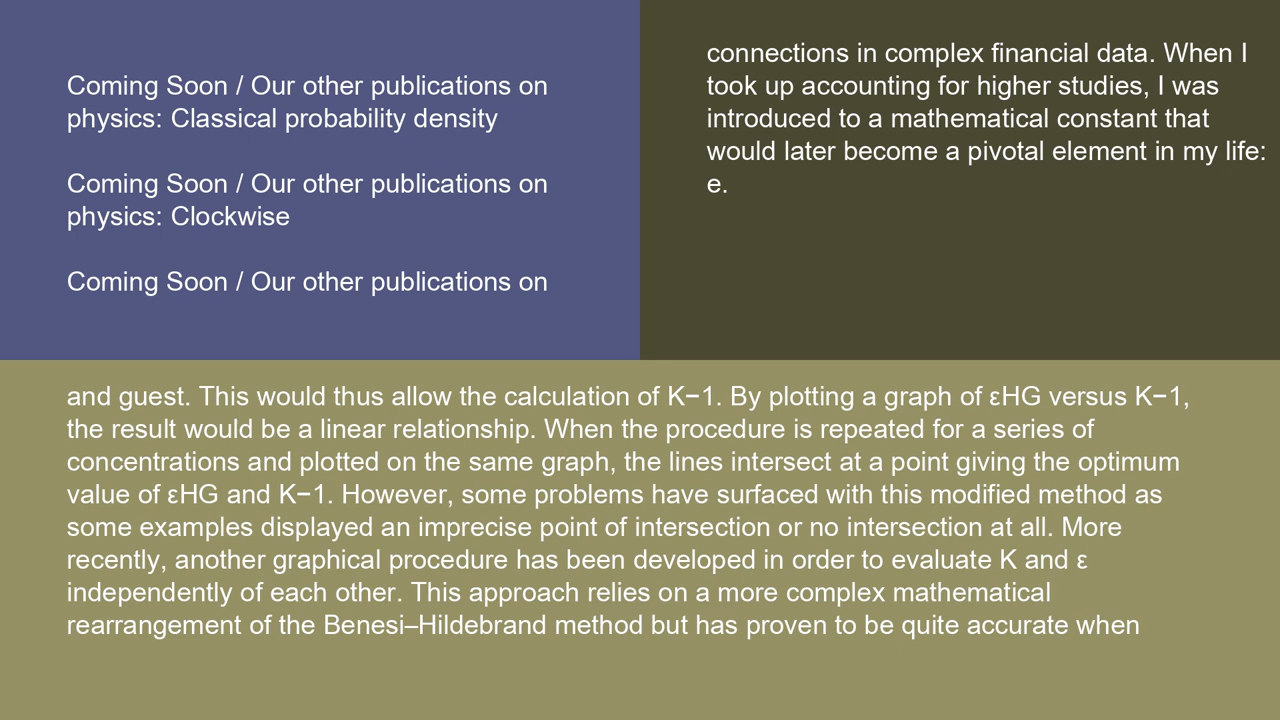 Coming Soon / Our other publications on
physics: Classical probability density
Coming Soon / Our other publications on
physics: Clockwise
Coming Soon / Our other publications on
connections in complex financial data. When I
took up accounting for higher studies, I was
introduced to a mathematical constant that
would later become a pivotal element in my life:
e.
and guest. This would thus allow the calculation of K−1. By plotting a graph of εHG versus K−1,
the result would be a linear relationship. When the procedure is repeated for a series of
concentrations and plotted on the same graph, the lines intersect at a point giving the optimum
value of εHG and K−1. However, some problems have surfaced with this modified method as
some examples displayed an imprecise point of intersection or no intersection at all. More
recently, another graphical procedure has been developed in order to evaluate K and ε
independently of each other. This approach relies on a more complex mathematical
rearrangement of the Benesi–Hildebrand method but has proven to be quite accurate when